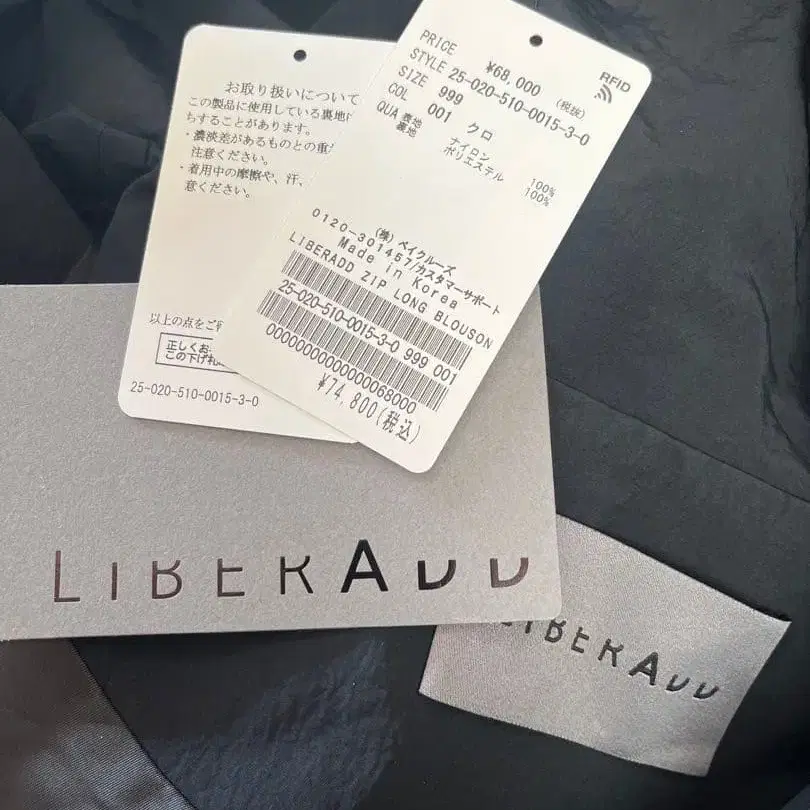 お取り扱いについて
この製品に使用している裏地
ちすることがあります。
・濃淡差があるものとの重
注意ください。
・着用中の摩擦や、汗、
意ください。
以上の点をご
正しくお
この下げ札
25-020-510-0015-3-0
PRICE ¥68,000 (税抜)
RFID
STYLE 25-020-510-0015-3-0
SIZE 999
COL 001 クロ
QUA 表地 ナイロン 100%
裏地 ポリエステル 100%
(株) ベイクルーズ
0120-301457/カスタマーサポート
Made in Korea
LIBERADD ZIP LONG BLOUSON
25-020-510-0015-3-0 999 001
0000000000000068000
¥74,800(税込)
LIBERADD
LIBERADD